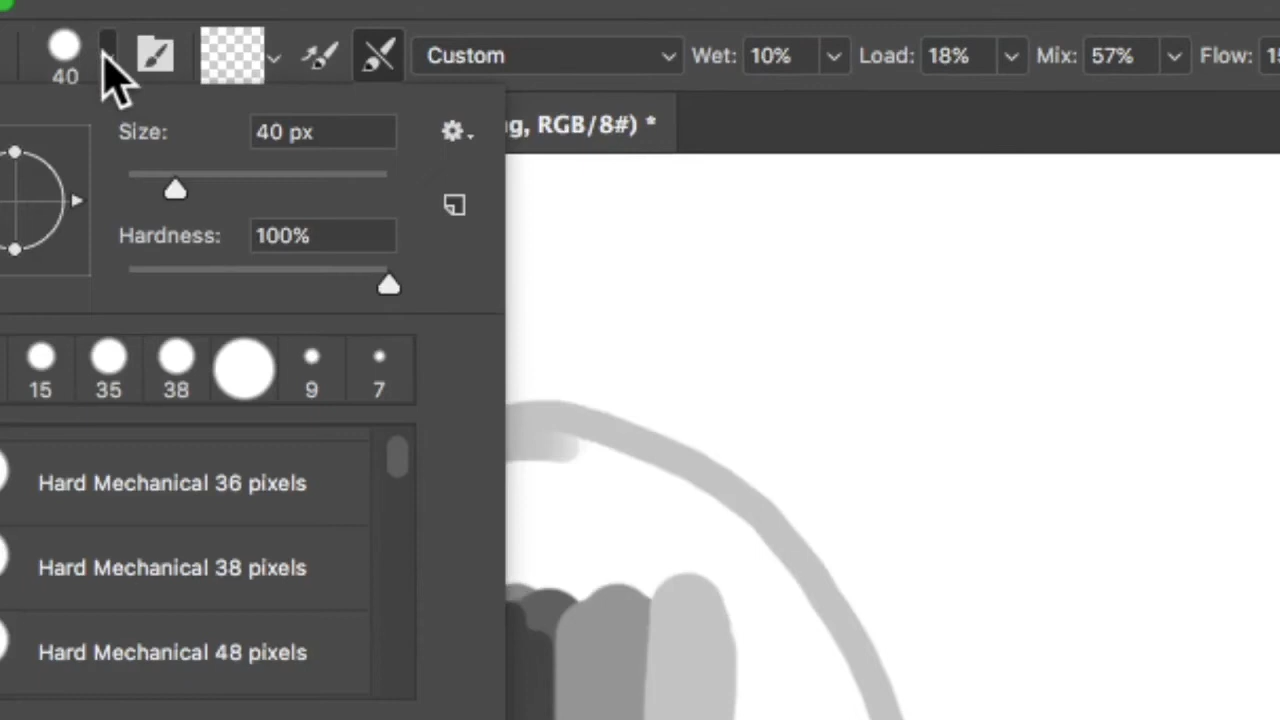 40
Custom
Wet: 10%
Load: 18%
Mix: 57%
Flow:
Size: 40 px
ng, RGB/8#) *
Hardness: 100%
15 35 38 9 7
Hard Mechanical 36 pixels
Hard Mechanical 38 pixels
Hard Mechanical 48 pixels